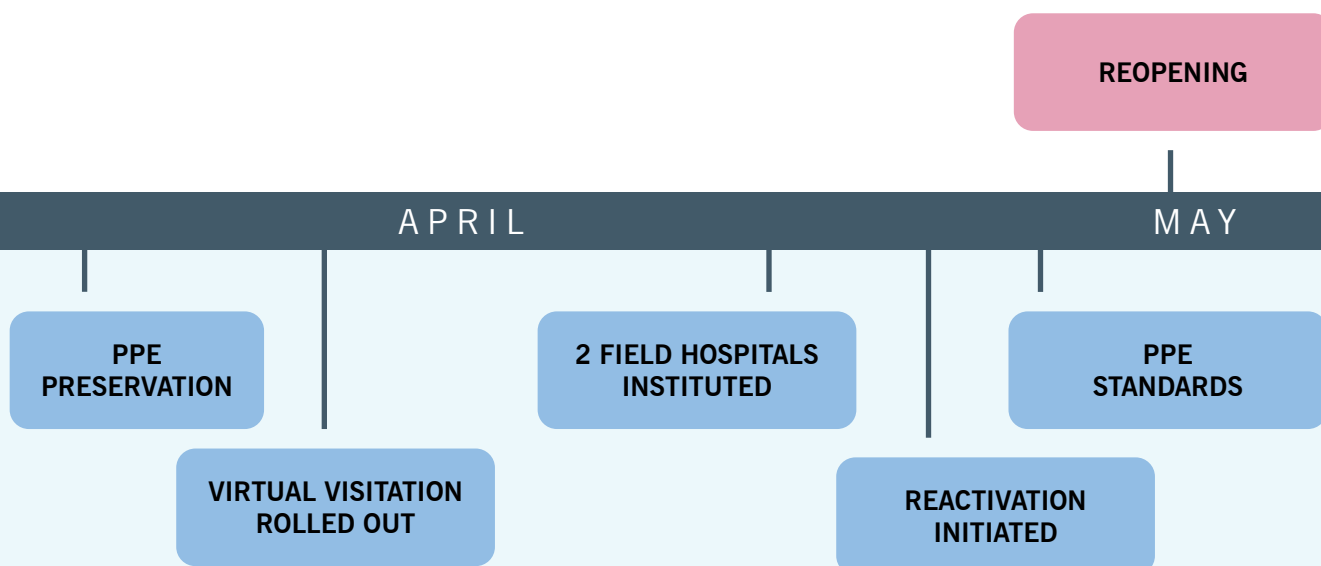 REOPENING
APRIL
MAY
PPE
PRESERVATION
2 FIELD HOSPITALS
INSTITUTED
PPE
STANDARDS
VIRTUAL VISITATION
ROLLED OUT
REACTIVATION
INITIATED